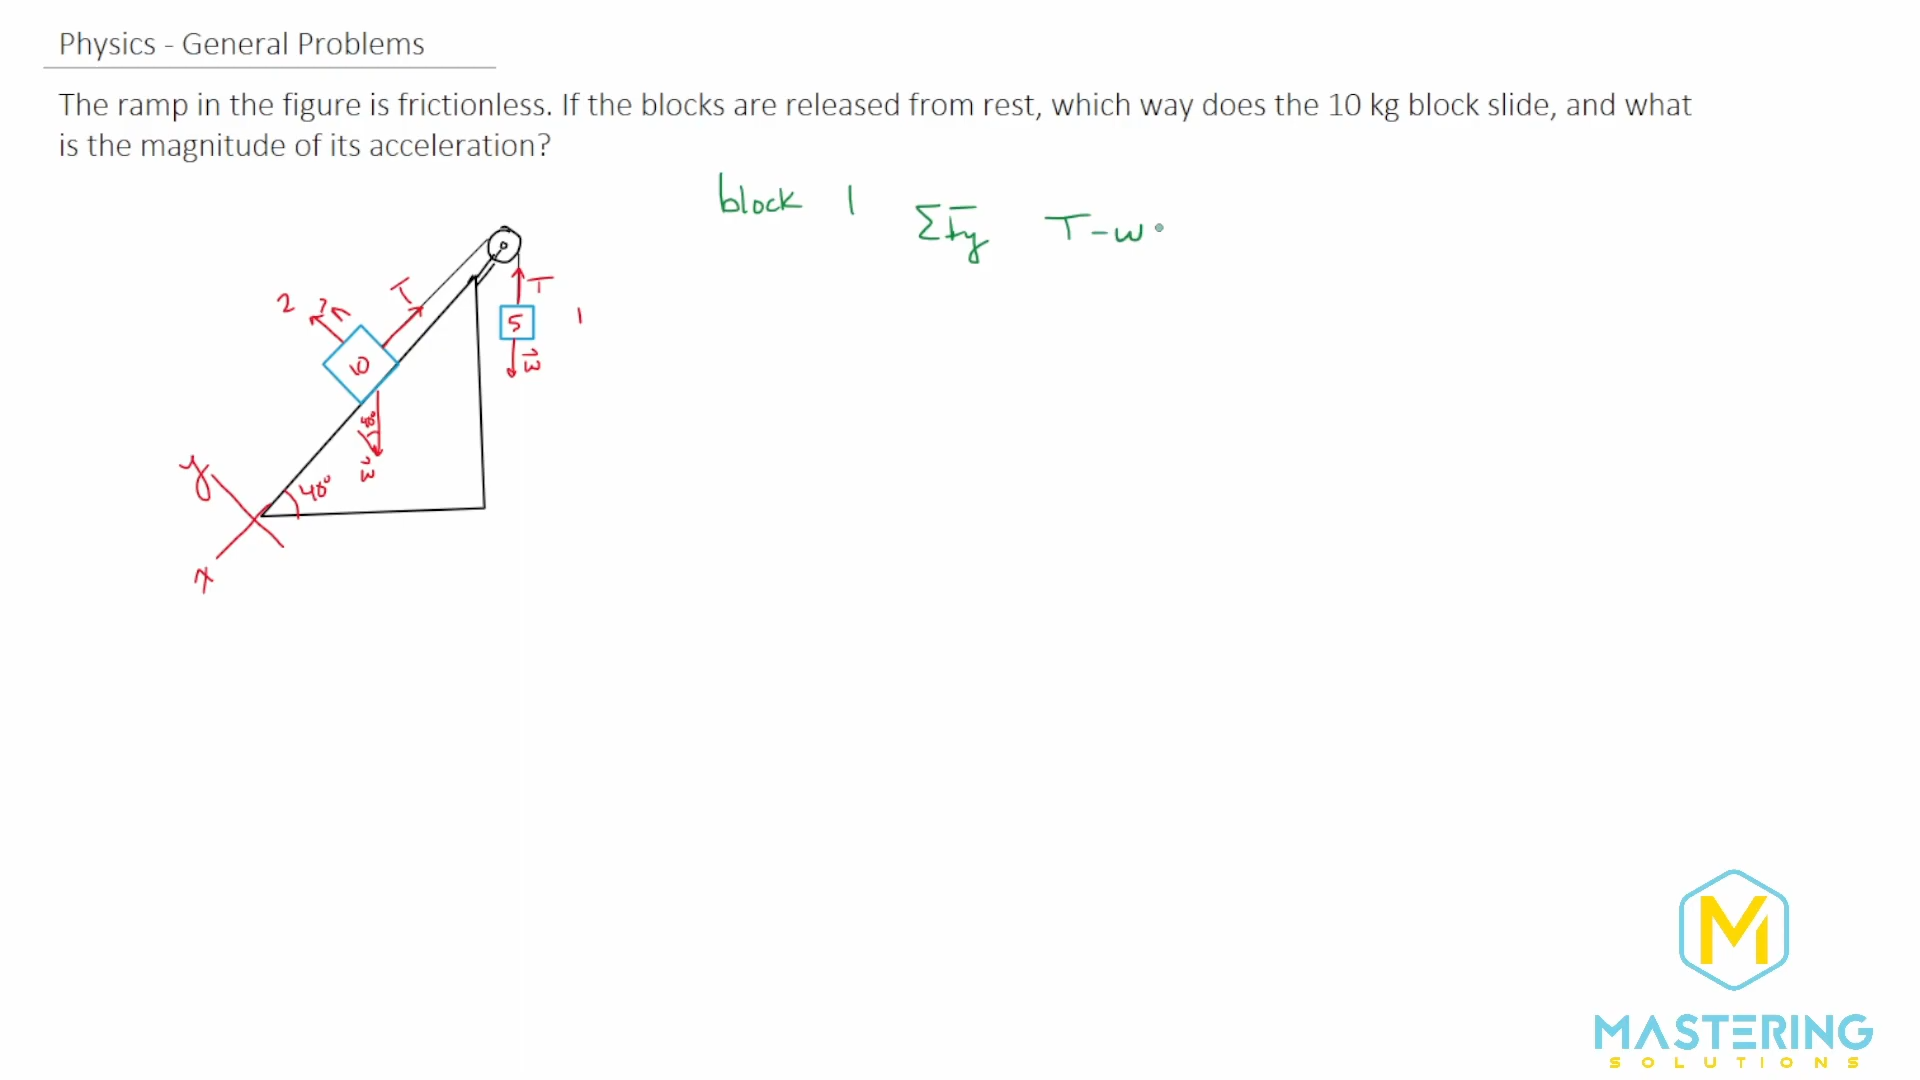 Physics - General Problems
The ramp in the figure is frictionless. If the blocks are released from rest, which way does the 10 kg block slide, and what
is the magnitude of its acceleration?
block 1
ΣFy T-w
T
T
2 n
5 1
10
w
w
y
40°
x
M
MASTERING
SOLUTIONS